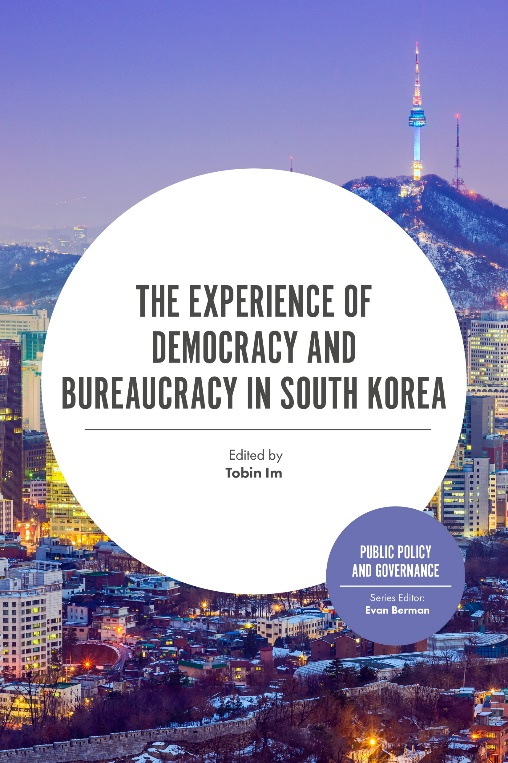 THE EXPERIENCE OF
DEMOCRACY AND
BUREAUCRACY IN SOUTH KOREA
Edited by
Tobin Im
PUBLIC POLICY
AND GOVERNANCE
Series Editor:
Evan Berman